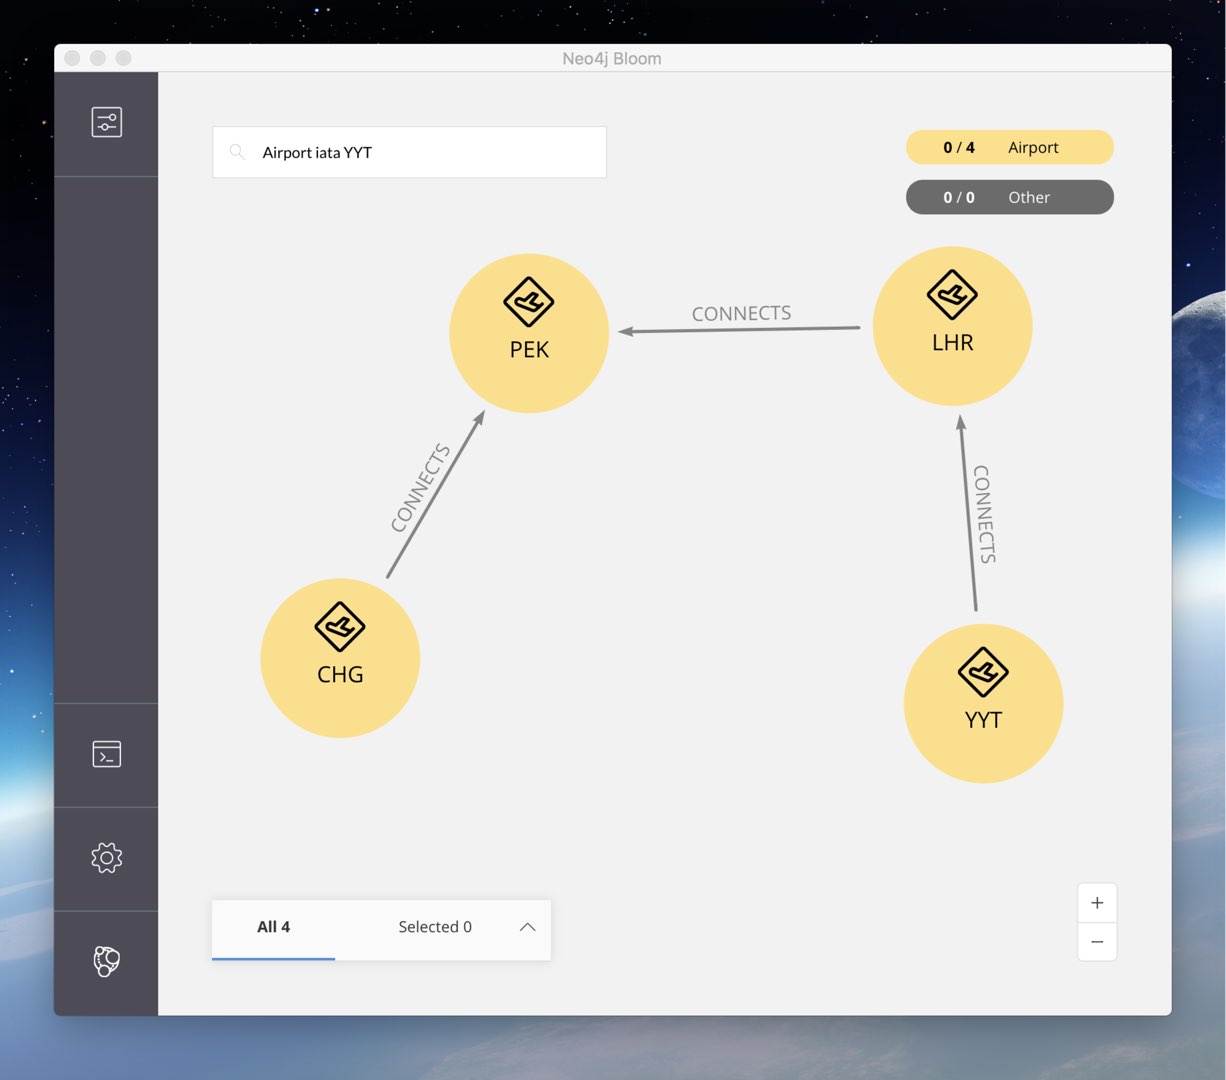 Neo4j Bloom
Airport iata YYT
0 / 4 Airport
0 / 0 Other
PEK
CONNECTS
LHR
CONNECTS
CONNECTS
CHG
YYT
All 4
Selected 0